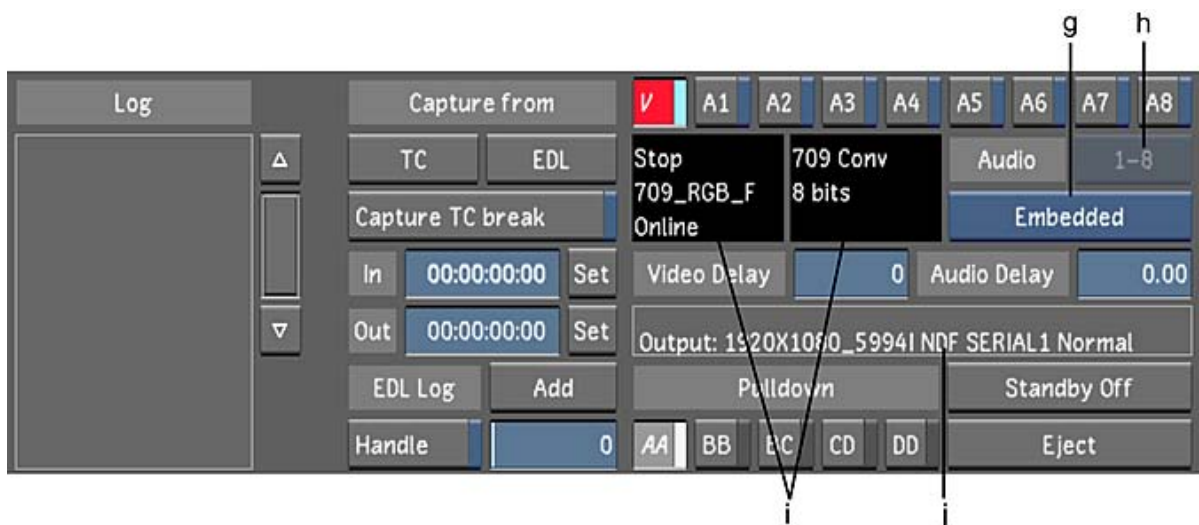 g h
Log
Capture from
V A1 A2 A3 A4 A5 A6 A7 A8
TC EDL
Stop
709_RGB_F
Online
709 Conv
8 bits
Audio 1-8
Embedded
Capture TC break
In 00:00:00:00 Set
Video Delay 0 Audio Delay 0.00
Out 00:00:00:00 Set
Output: 1920X1080_5994I NDF SERIAL1 Normal
EDL Log Add
Pulldown
Standby Off
Handle 0
AA BB BC CD DD
Eject
i j